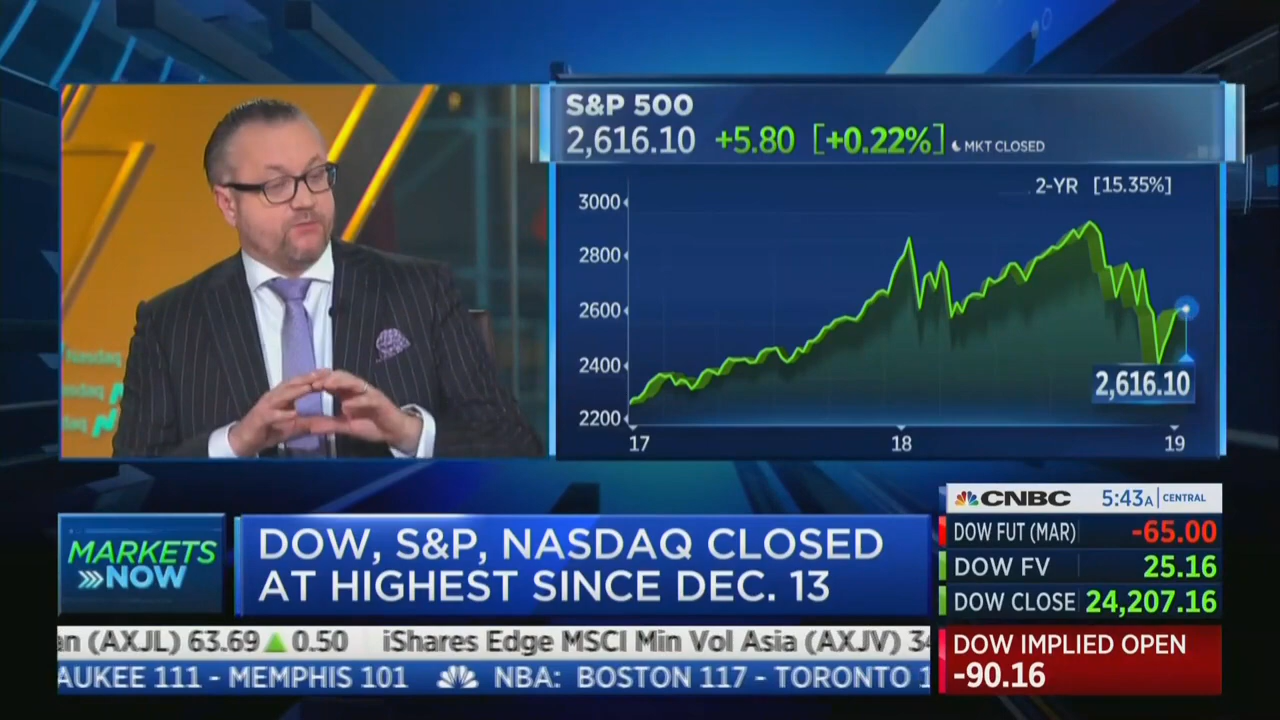 S&P 500
2,616.10 +5.80 [+0.22%] MKT CLOSED
2-YR [15.35%]
3000
2800
2600
2400
2200
2,616.10
17 18 19
Nasdaq
MARKETS
NOW
DOW, S&P, NASDAQ CLOSED
AT HIGHEST SINCE DEC. 13
CNBC 5:43A CENTRAL
DOW FUT (MAR) -65.00
DOW FV 25.16
DOW CLOSE 24,207.16
DOW IMPLIED OPEN
-90.16
an (AXJL) 63.69 0.50 iShares Edge MSCI Min Vol Asia (AXJV) 34
AUKEE 111 - MEMPHIS 101 NBA: BOSTON 117 - TORONTO 1